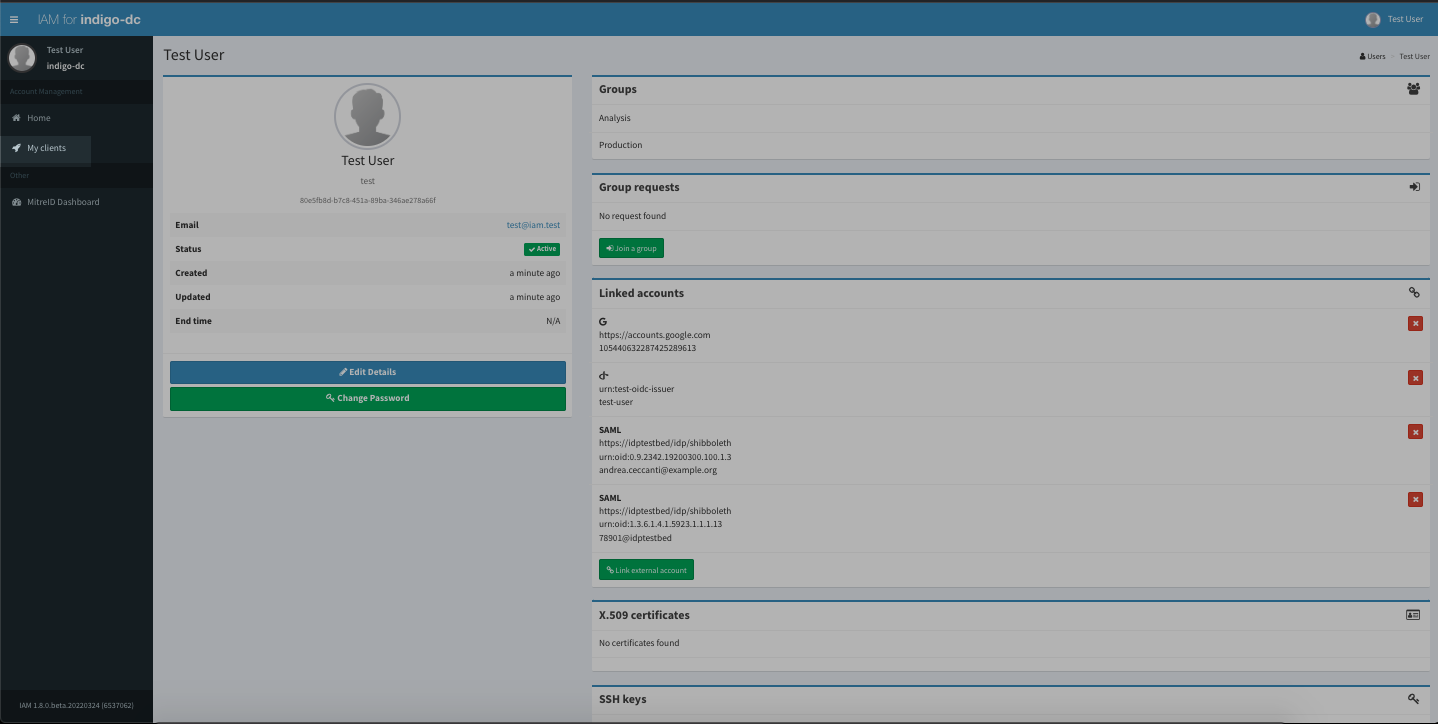 IAM for indigo-dc
Test User
Test User
indigo-dc
Account Management
Home
My clients
Other
MitreID Dashboard
IAM 1.8.0.beta.20220324 (6537062)
Test User
Users
Test User
Test User
test
80e5fb8d-b7c8-451a-89ba-346ae278a66f
Email test@iam.test
Status Active
Created a minute ago
Updated a minute ago
End time N/A
Edit Details
Change Password
Groups
Analysis
Production
Group requests
No request found
Join a group
Linked accounts
https://accounts.google.com
105440632287425289613
urn:test-oidc-issuer
test-user
SAML
https://idptestbed/idp/shibboleth
urn:oid:0.9.2342.19200300.100.1.3
andrea.ceccanti@example.org
SAML
https://idptestbed/idp/shibboleth
urn:oid:1.3.6.1.4.1.5923.1.1.1.13
78901@idptestbed
Link external account
X.509 certificates
No certificates found
SSH keys